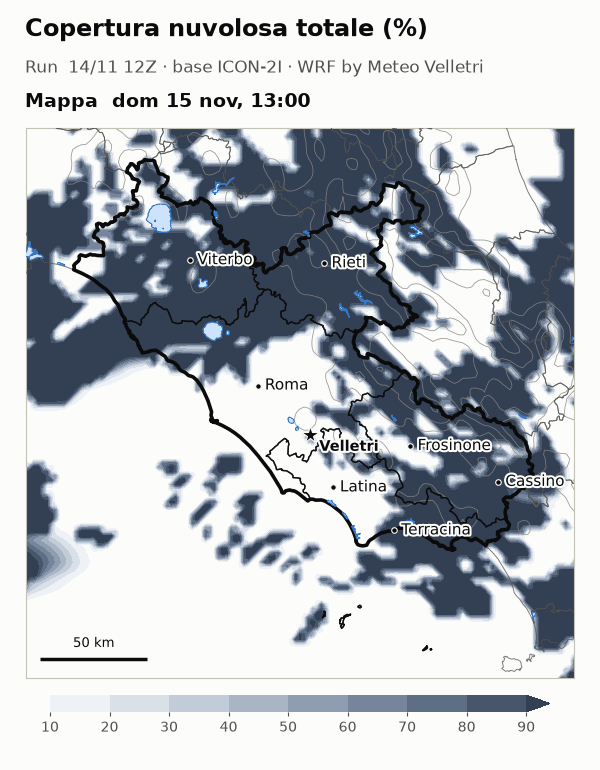 Copertura nuvolosa totale (%)
Run 14/11 12Z · base ICON-2I · WRF by Meteo Velletri
Mappa dom 15 nov, 13:00
Viterbo
Rieti
Roma
Velletri
Frosinone
Cassino
Latina
Terracina
50 km
10 20 30 40 50 60 70 80 90